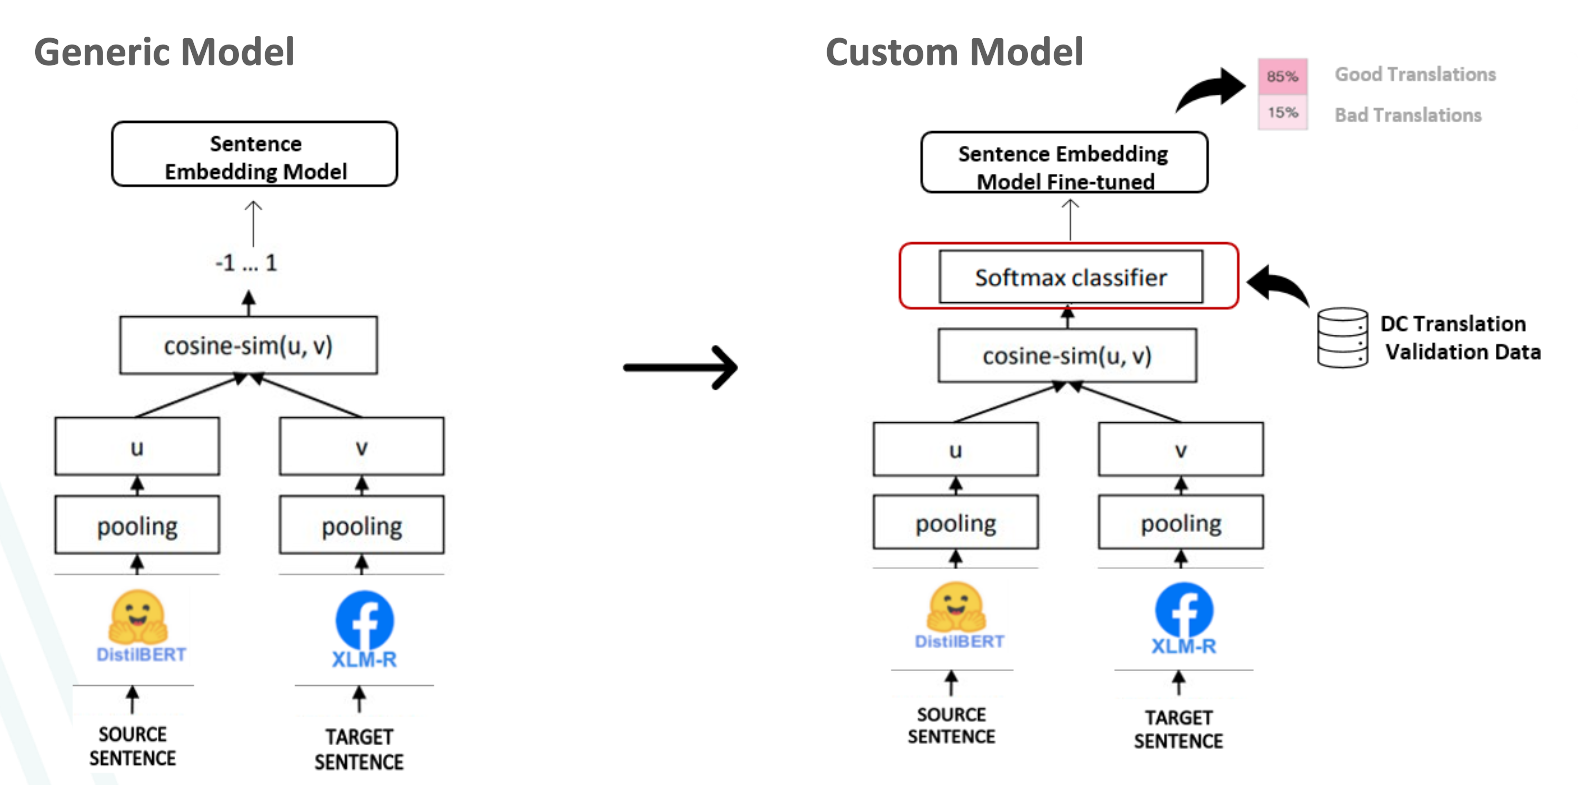 Generic Model
Sentence
Embedding Model
-1 ... 1
cosine-sim(u, v)
u
v
pooling
pooling
DistilBERT
XLM-R
SOURCE
SENTENCE
TARGET
SENTENCE
Custom Model
85%
Good Translations
15%
Bad Translations
Sentence Embedding
Model Fine-tuned
Softmax classifier
DC Translation
Validation Data
cosine-sim(u, v)
u
v
pooling
pooling
DistilBERT
XLM-R
SOURCE
SENTENCE
TARGET
SENTENCE